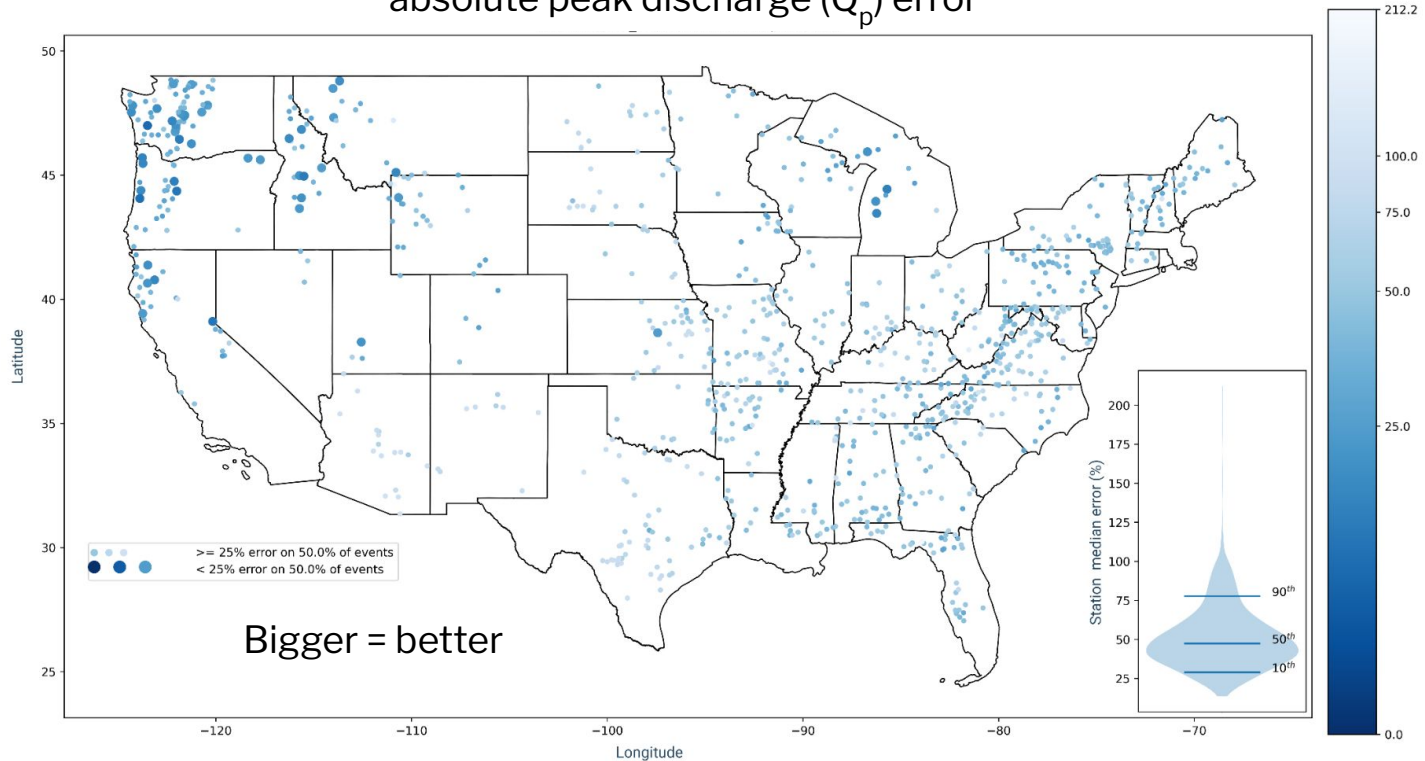 absolute peak discharge (Qp) error
212.2
100.0
75.0
50.0
25.0
0.0
50
45
40
35
30
25
Latitude
−120
−110
−100
−90
−80
−70
Longitude
>= 25% error on 50.0% of events
< 25% error on 50.0% of events
Bigger = better
Station median error (%)
200
175
150
125
100
75
50
25
90th
50th
10th